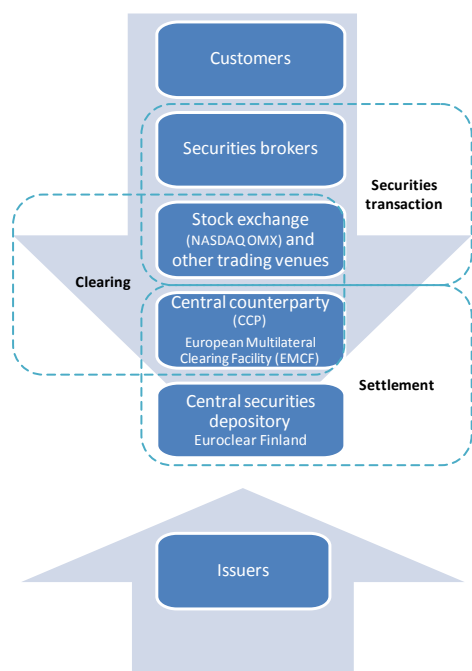 Customers
Securities brokers
Securities
transaction
Stock exchange
(NASDAQ OMX) and
other trading venues
Clearing
Central counterparty
(CCP)
European Multilateral
Clearing Facility (EMCF)
Settlement
Central securities
depository
Euroclear Finland
Issuers